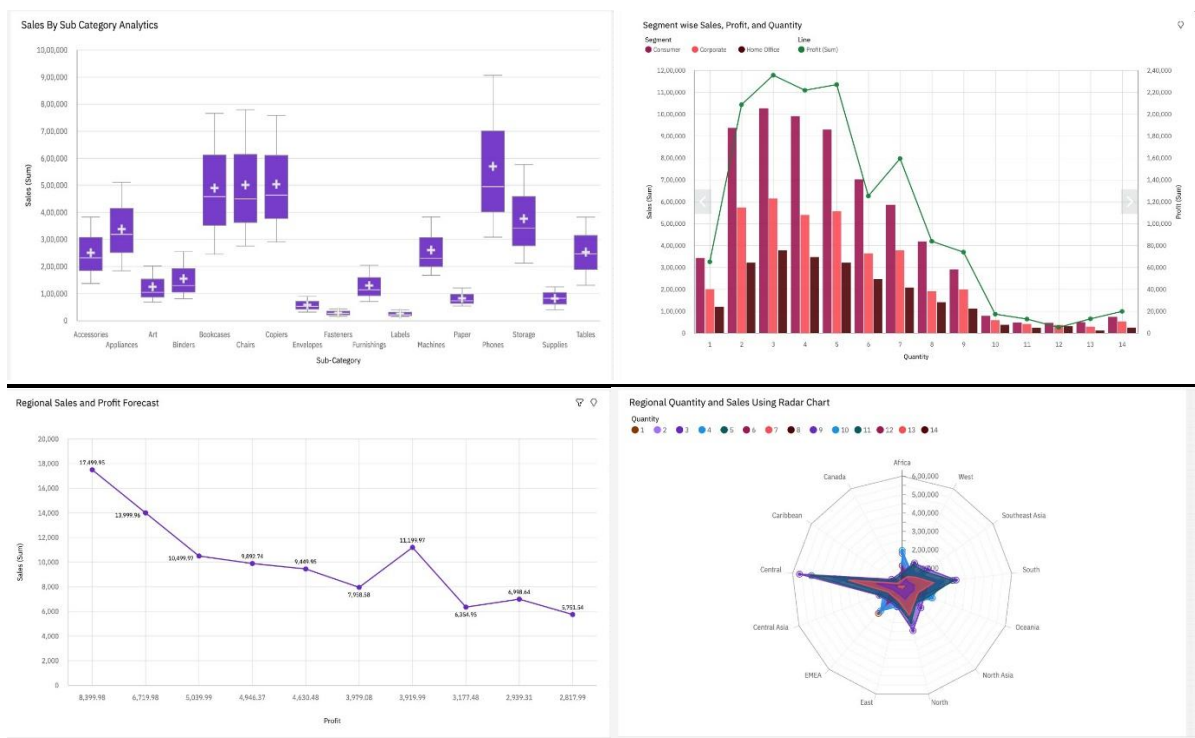 Sales By Sub Category Analytics
10,00,000
9,00,000
8,00,000
7,00,000
6,00,000
5,00,000
4,00,000
3,00,000
2,00,000
1,00,000
0
Sales (Sum)
Accessories Art Bookcases Copiers Fasteners Labels Paper Storage Tables
Appliances Binders Chairs Envelopes Furnishings Machines Phones Supplies
Sub-Category
Segment wise Sales, Profit, and Quantity
Segment Line
Consumer Corporate Home Office Profit (Sum)
12,00,000 2,40,000
11,00,000 2,20,000
10,00,000 2,00,000
9,00,000 1,80,000
8,00,000 1,60,000
7,00,000 1,40,000
6,00,000 1,20,000
5,00,000 1,00,000
4,00,000 80,000
3,00,000 60,000
2,00,000 40,000
1,00,000 20,000
0 0
Sales (Sum)
Profit (Sum)
1 2 3 4 5 6 7 8 9 10 11 12 13 14
Quantity
Regional Sales and Profit Forecast
20,000
18,000
16,000
14,000
12,000
10,000
8,000
6,000
4,000
2,000
0
Sales (Sum)
17,499.95
13,999.96
10,499.97
9,892.74
9,449.95
7,958.58
11,199.97
6,354.95
6,998.64
5,751.54
8,399.98 6,719.98 5,039.99 4,946.37 4,630.48 3,979.08 3,919.99 3,177.48 2,939.31 2,817.99
Profit
Regional Quantity and Sales Using Radar Chart
Quantity
1 2 3 4 5 6 7 8 9 10 11 12 13 14
Africa
Canada West
6,00,000
5,00,000
Caribbean Southeast Asia
4,00,000
3,00,000
2,00,000
Central South
Central Asia Oceania
EMEA North Asia
East North